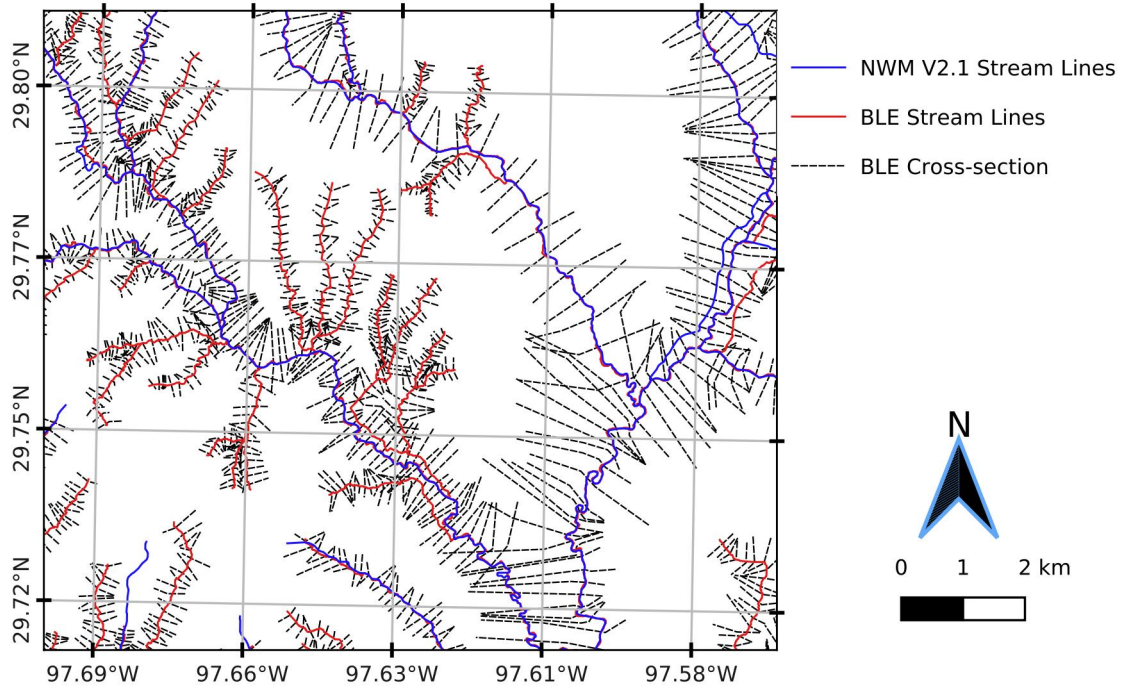 29.80°N
29.77°N
29.75°N
29.72°N
97.69°W 97.66°W 97.63°W 97.61°W 97.58°W
NWM V2.1 Stream Lines
BLE Stream Lines
BLE Cross-section
N
0 1 2 km